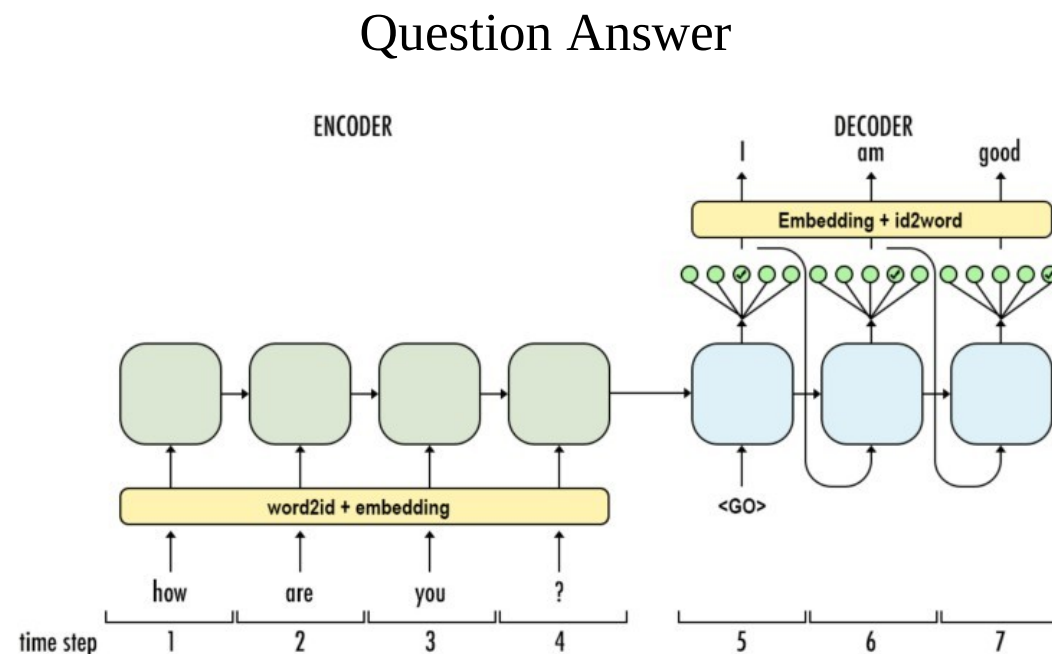 Question Answer
ENCODER
DECODER
I am good
Embedding + id2word
word2id + embedding
<GO>
how are you ?
time step 1 2 3 4 5 6 7